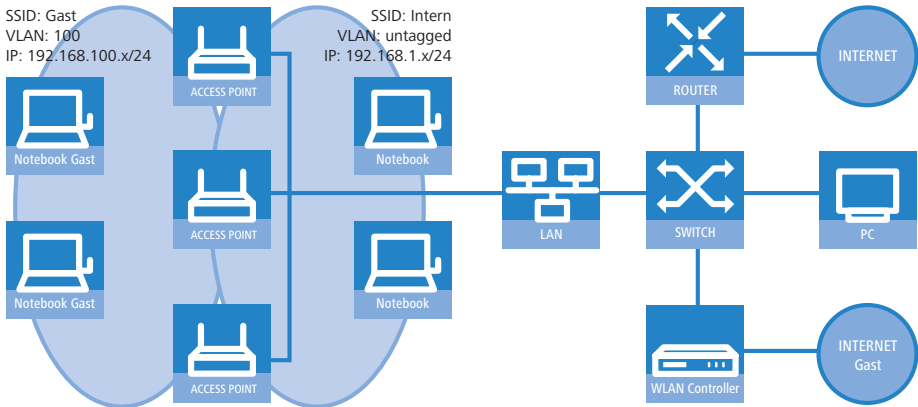 SSID: Gast
VLAN: 100
IP: 192.168.100.x/24
SSID: Intern
VLAN: untagged
IP: 192.168.1.x/24
ACCESS POINT
ROUTER
INTERNET
Notebook Gast
Notebook
ACCESS POINT
LAN
SWITCH
PC
Notebook Gast
Notebook
ACCESS POINT
WLAN Controller
INTERNET
Gast